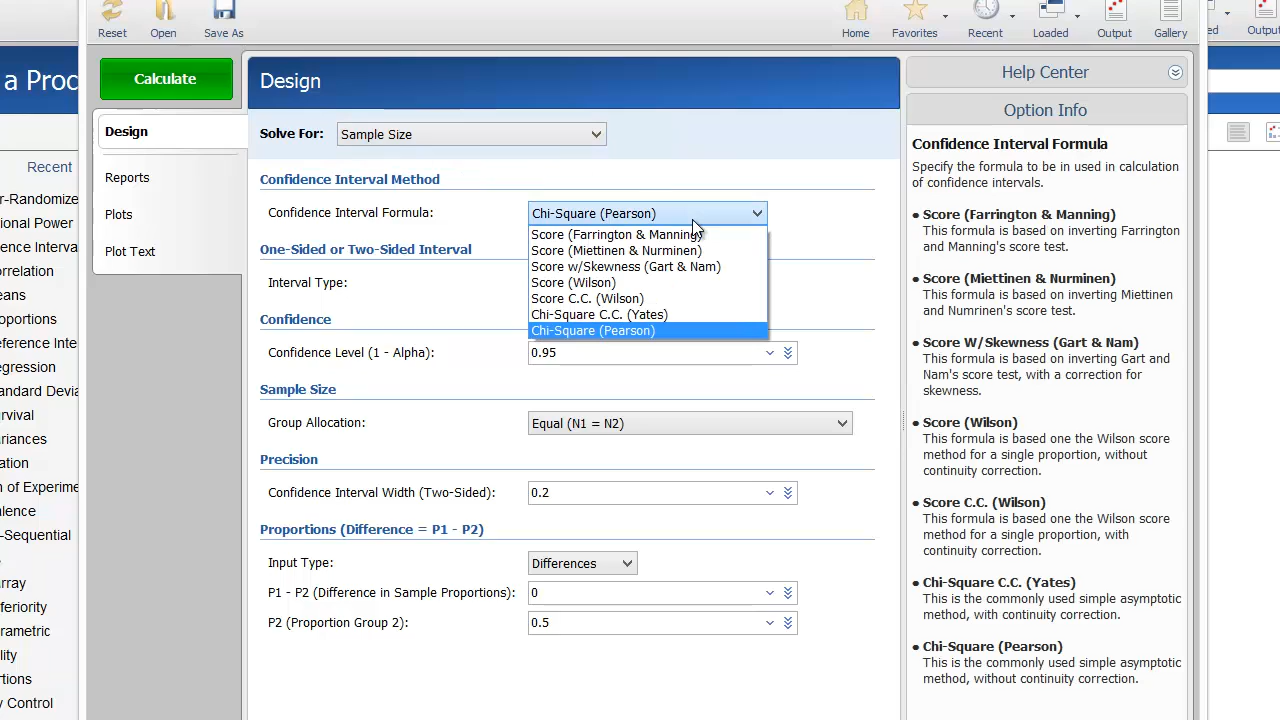 Reset
Open
Save As
Home
Favorites
Recent
Loaded
Output
Gallery
Outpu
a Proc
Recent
r-Randomize
ional Power
ence Interva
orrelation
eans
oportions
eference Inte
egression
andard Devia
urvival
ariances
ation
n of Experime
valence
-Sequential
rray
feriority
arametric
lity
rtions
y Control
Calculate
Design
Reports
Plots
Plot Text
Design
Solve For:
Sample Size
Confidence Interval Method
Confidence Interval Formula:
Chi-Square (Pearson)
Score (Farrington & Manning)
Score (Miettinen & Nurminen)
Score w/Skewness (Gart & Nam)
Score (Wilson)
Score C.C. (Wilson)
Chi-Square C.C. (Yates)
Chi-Square (Pearson)
One-Sided or Two-Sided Interval
Interval Type:
Confidence
Confidence Level (1 - Alpha):
0.95
Sample Size
Group Allocation:
Equal (N1 = N2)
Precision
Confidence Interval Width (Two-Sided):
0.2
Proportions (Difference = P1 - P2)
Input Type:
Differences
P1 - P2 (Difference in Sample Proportions):
0
P2 (Proportion Group 2):
0.5
Help Center
Option Info
Confidence Interval Formula
Specify the formula to be in used in calculation
of confidence intervals.
● Score (Farrington & Manning)
This formula is based on inverting Farrington
and Manning's score test.
● Score (Miettinen & Nurminen)
This formula is based on inverting Miettinen
and Numrinen's score test.
● Score W/Skewness (Gart & Nam)
This formula is based on inverting Gart and
Nam's score test, with a correction for
skewness.
● Score (Wilson)
This formula is based one the Wilson score
method for a single proportion, without
continuity correction.
● Score C.C. (Wilson)
This formula is based one the Wilson score
method for a single proportion, with
continuity correction.
● Chi-Square C.C. (Yates)
This is the commonly used simple asymptotic
method, with continuity correction.
● Chi-Square (Pearson)
This is the commonly used simple asymptotic
method, without continuity correction.